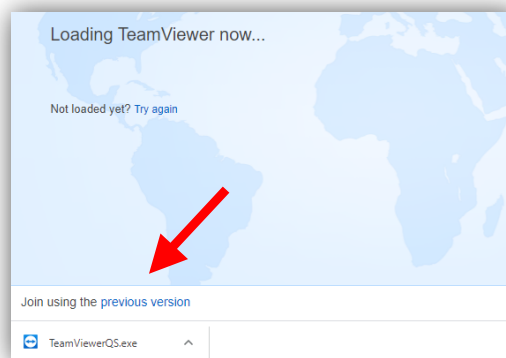 Loading TeamViewer now...
Not loaded yet? Try again
Join using the previous version
TeamViewerQS.exe